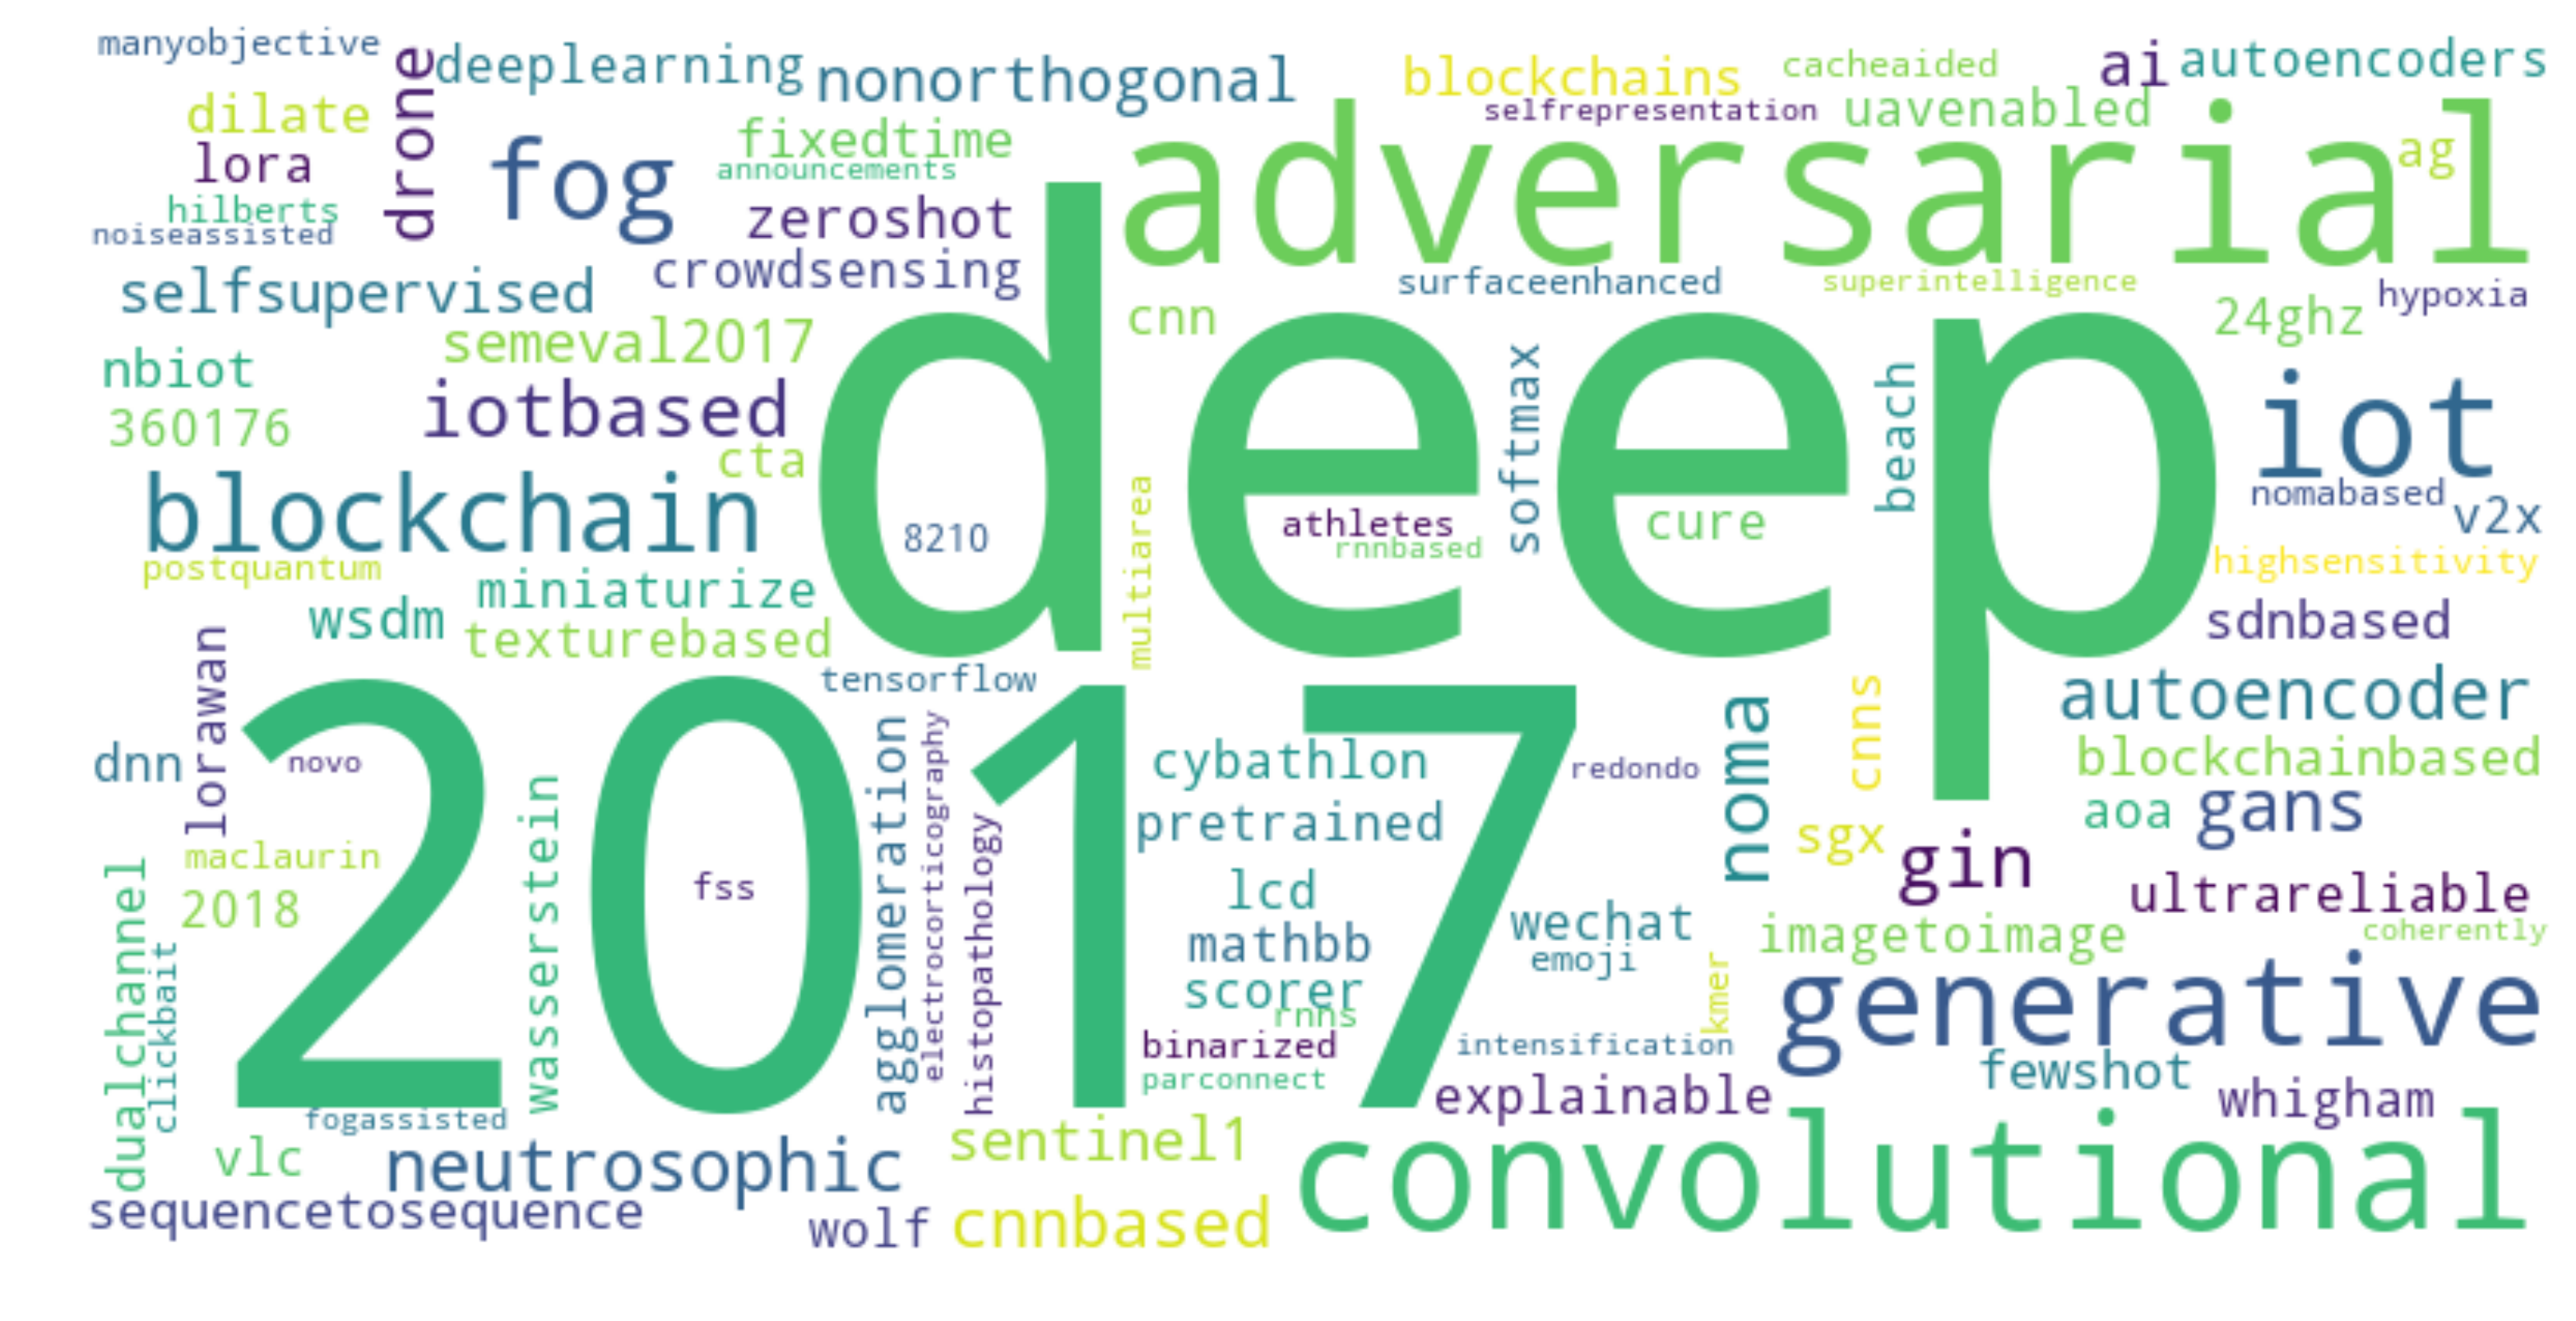 manyobjective
drone
deeplearning
nonorthogonal
blockchains
cacheaided
ai
autoencoders
dilate
selfrepresentation
uavenabled
lora
fog
fixedtime
announcements
adversarial
ag
hilberts
noiseassisted
zeroshot
crowdsensing
selfsupervised
surfaceenhanced
superintelligence
hypoxia
semeval2017
cnn
24ghz
nbiot
deep
softmax
beach
iotbased
iot
360176
cta
blockchain
8210
multiarea
athletes
rnnbased
cure
nomabased
v2x
postquantum
miniaturize
highsensitivity
wsdm
texturebased
sdnbased
lorawan
tensorflow
2017
noma
cnns
autoencoder
dnn
novo
agglomeration
electrocorticography
cybathlon
redondo
blockchainbased
wasserstein
histopathology
pretrained
sgx
aoa
gans
maclaurin
dualchannel
fss
lcd
gin
2018
clickbait
mathbb
wechat
ultrareliable
scorer
emoji
kmer
imagetoimage
coherently
rnns
generative
binarized
intensification
parconnect
explainable
fewshot
whigham
fogassisted
vlc
neutrosophic
sentinel1
convolutional
sequencetosequence
wolf
cnnbased